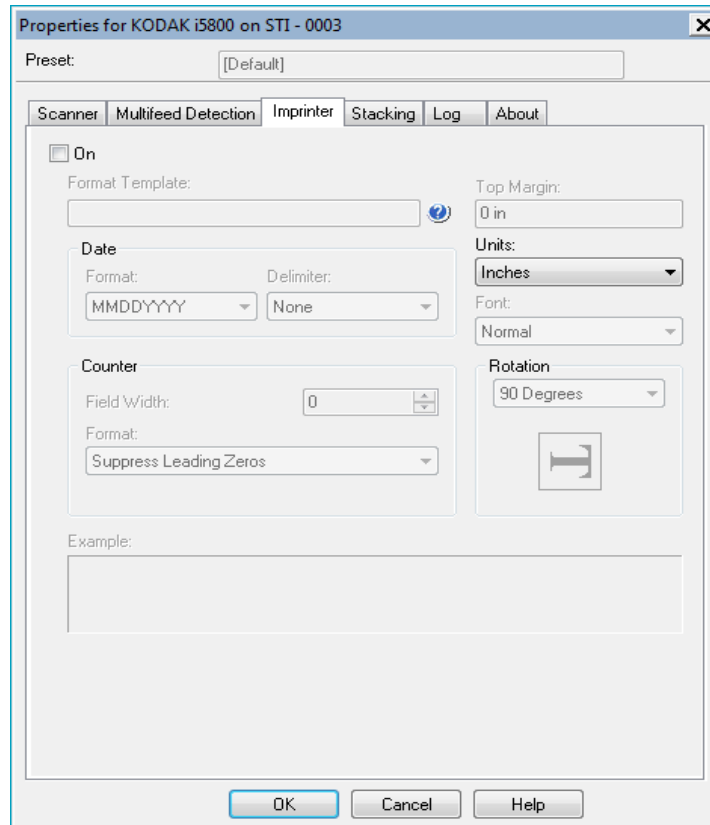 Properties for KODAK i5800 on STI - 0003
Preset: [Default]
Scanner Multifeed Detection Imprinter Stacking Log About
On
Format Template:
Top Margin:
0 in
Date
Format: Delimiter:
MMDDYYYY None
Units:
Inches
Font:
Normal
Counter
Field Width: 0
Format:
Suppress Leading Zeros
Rotation
90 Degrees
Example:
OK Cancel Help